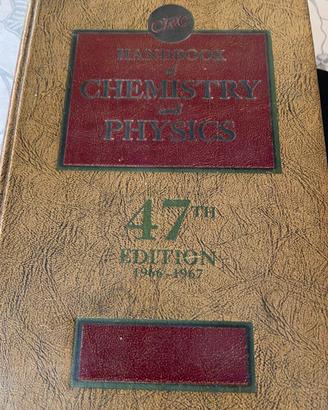 CRC
HANDBOOK
of
CHEMISTRY
and
PHYSICS
47TH
EDITION
1966-1967